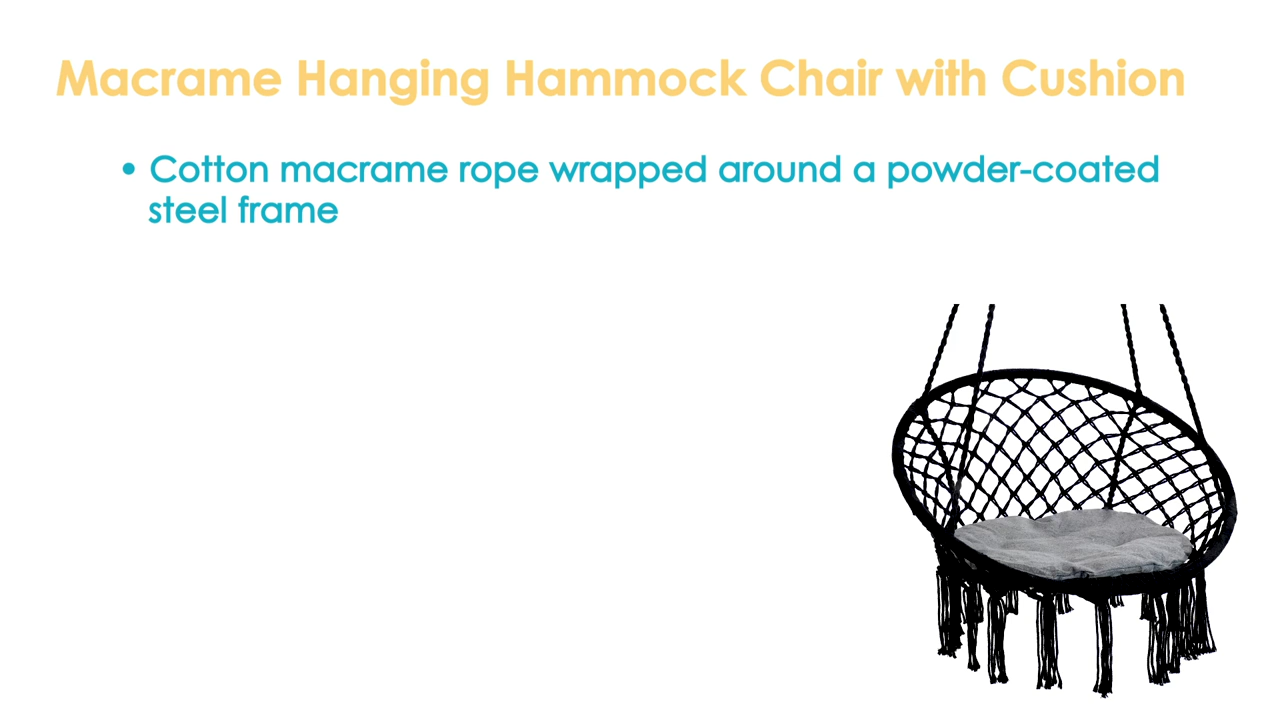 Macrame Hanging Hammock Chair with Cushion
• Cotton macrame rope wrapped around a powder-coated
steel frame